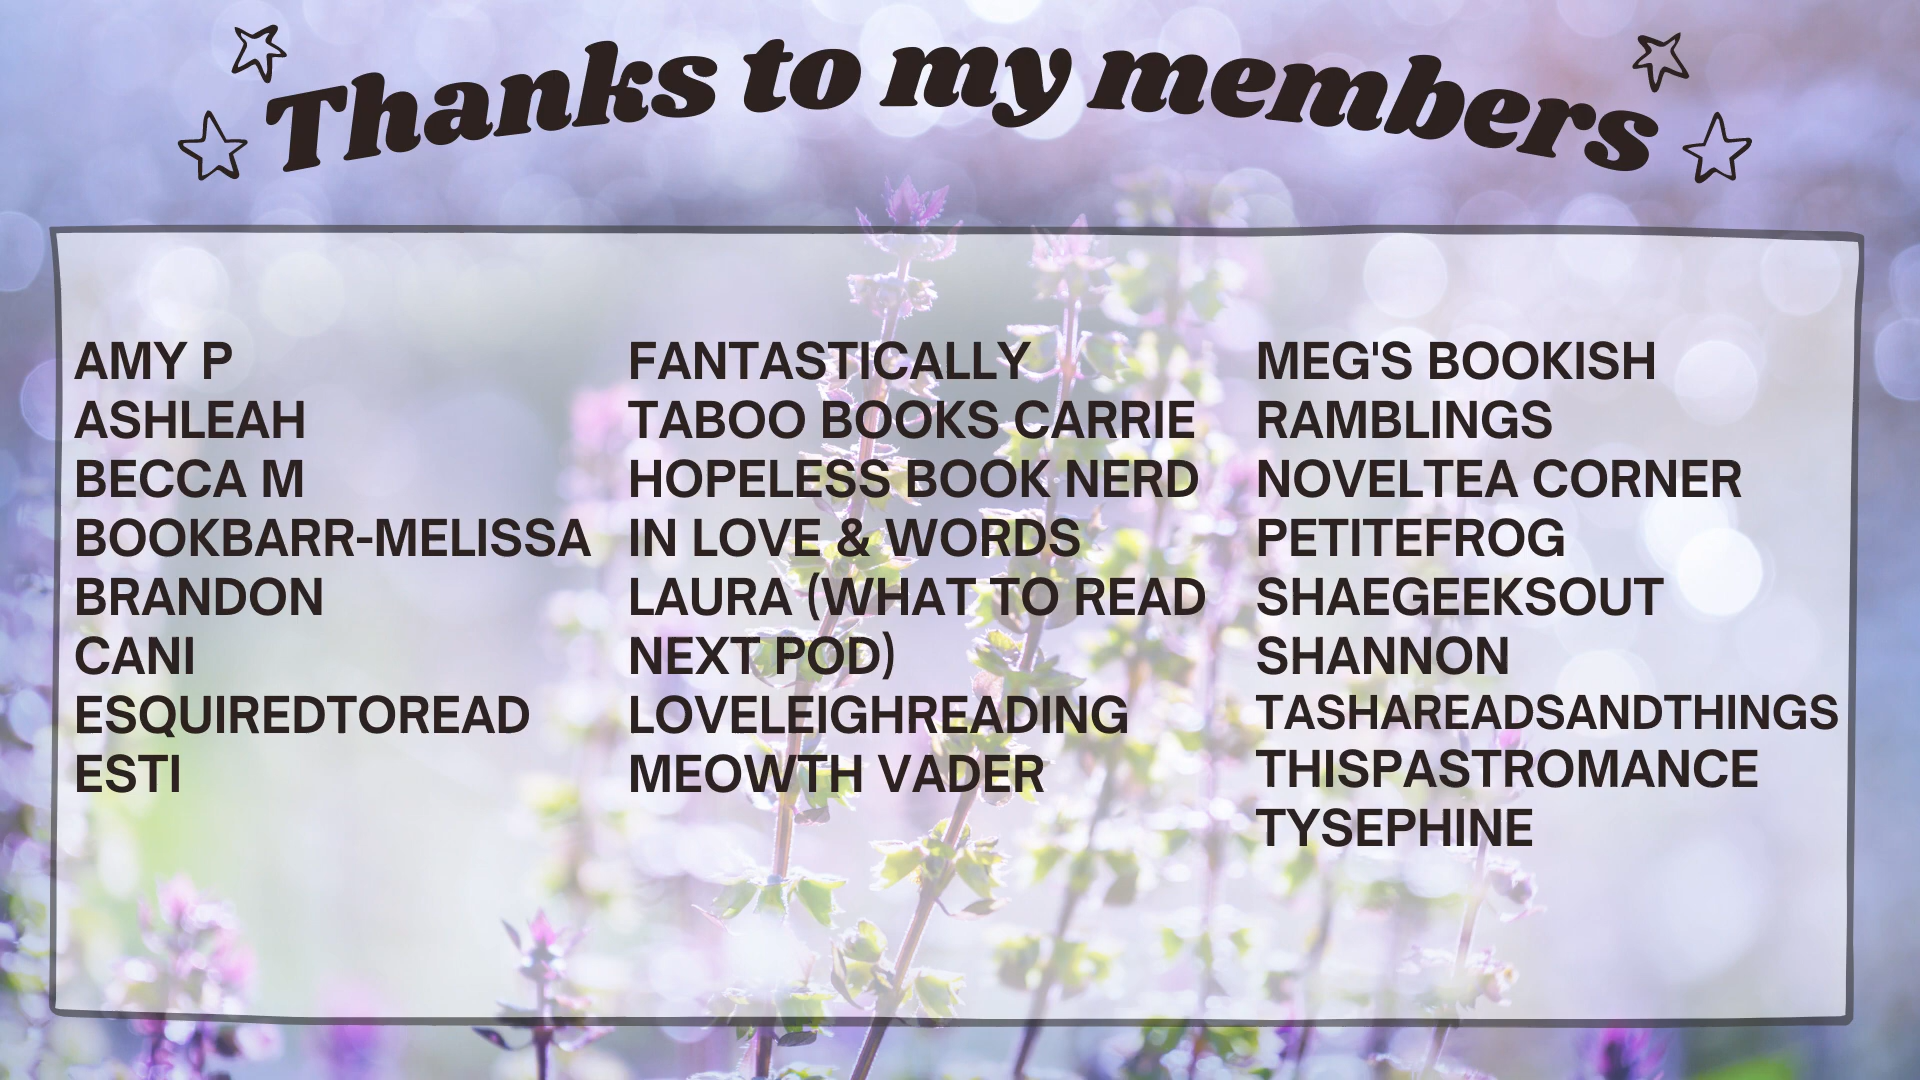 Thanks to my members
AMY P
ASHLEAH
BECCA M
BOOKBARR-MELISSA
BRANDON
CANI
ESQUIREDTOREAD
ESTI
FANTASTICALLY
TABOO BOOKS CARRIE
HOPELESS BOOK NERD
IN LOVE & WORDS
LAURA (WHAT TO READ
NEXT POD)
LOVELEIGHREADING
MEOWTH VADER
MEG'S BOOKISH
RAMBLINGS
NOVELTEA CORNER
PETITEFROG
SHAEGEEKSOUT
SHANNON
TASHAREADSANDTHINGS
THISPASTROMANCE
TYSEPHINE